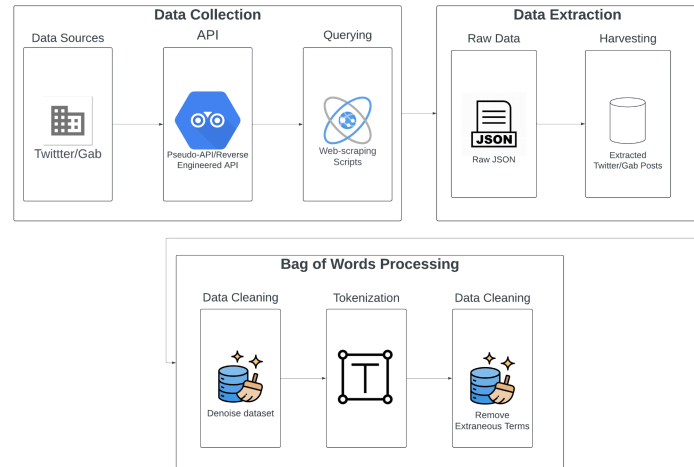 Data Collection
Data Sources
API
Querying
Twittter/Gab
Pseudo-API/Reverse
Engineered API
Web-scraping
Scripts
Data Extraction
Raw Data
Harvesting
JSON
Raw JSON
Extracted
Twitter/Gab Posts
Bag of Words Processing
Data Cleaning
Tokenization
Data Cleaning
Denoise dataset
T
Remove
Extraneous Terms